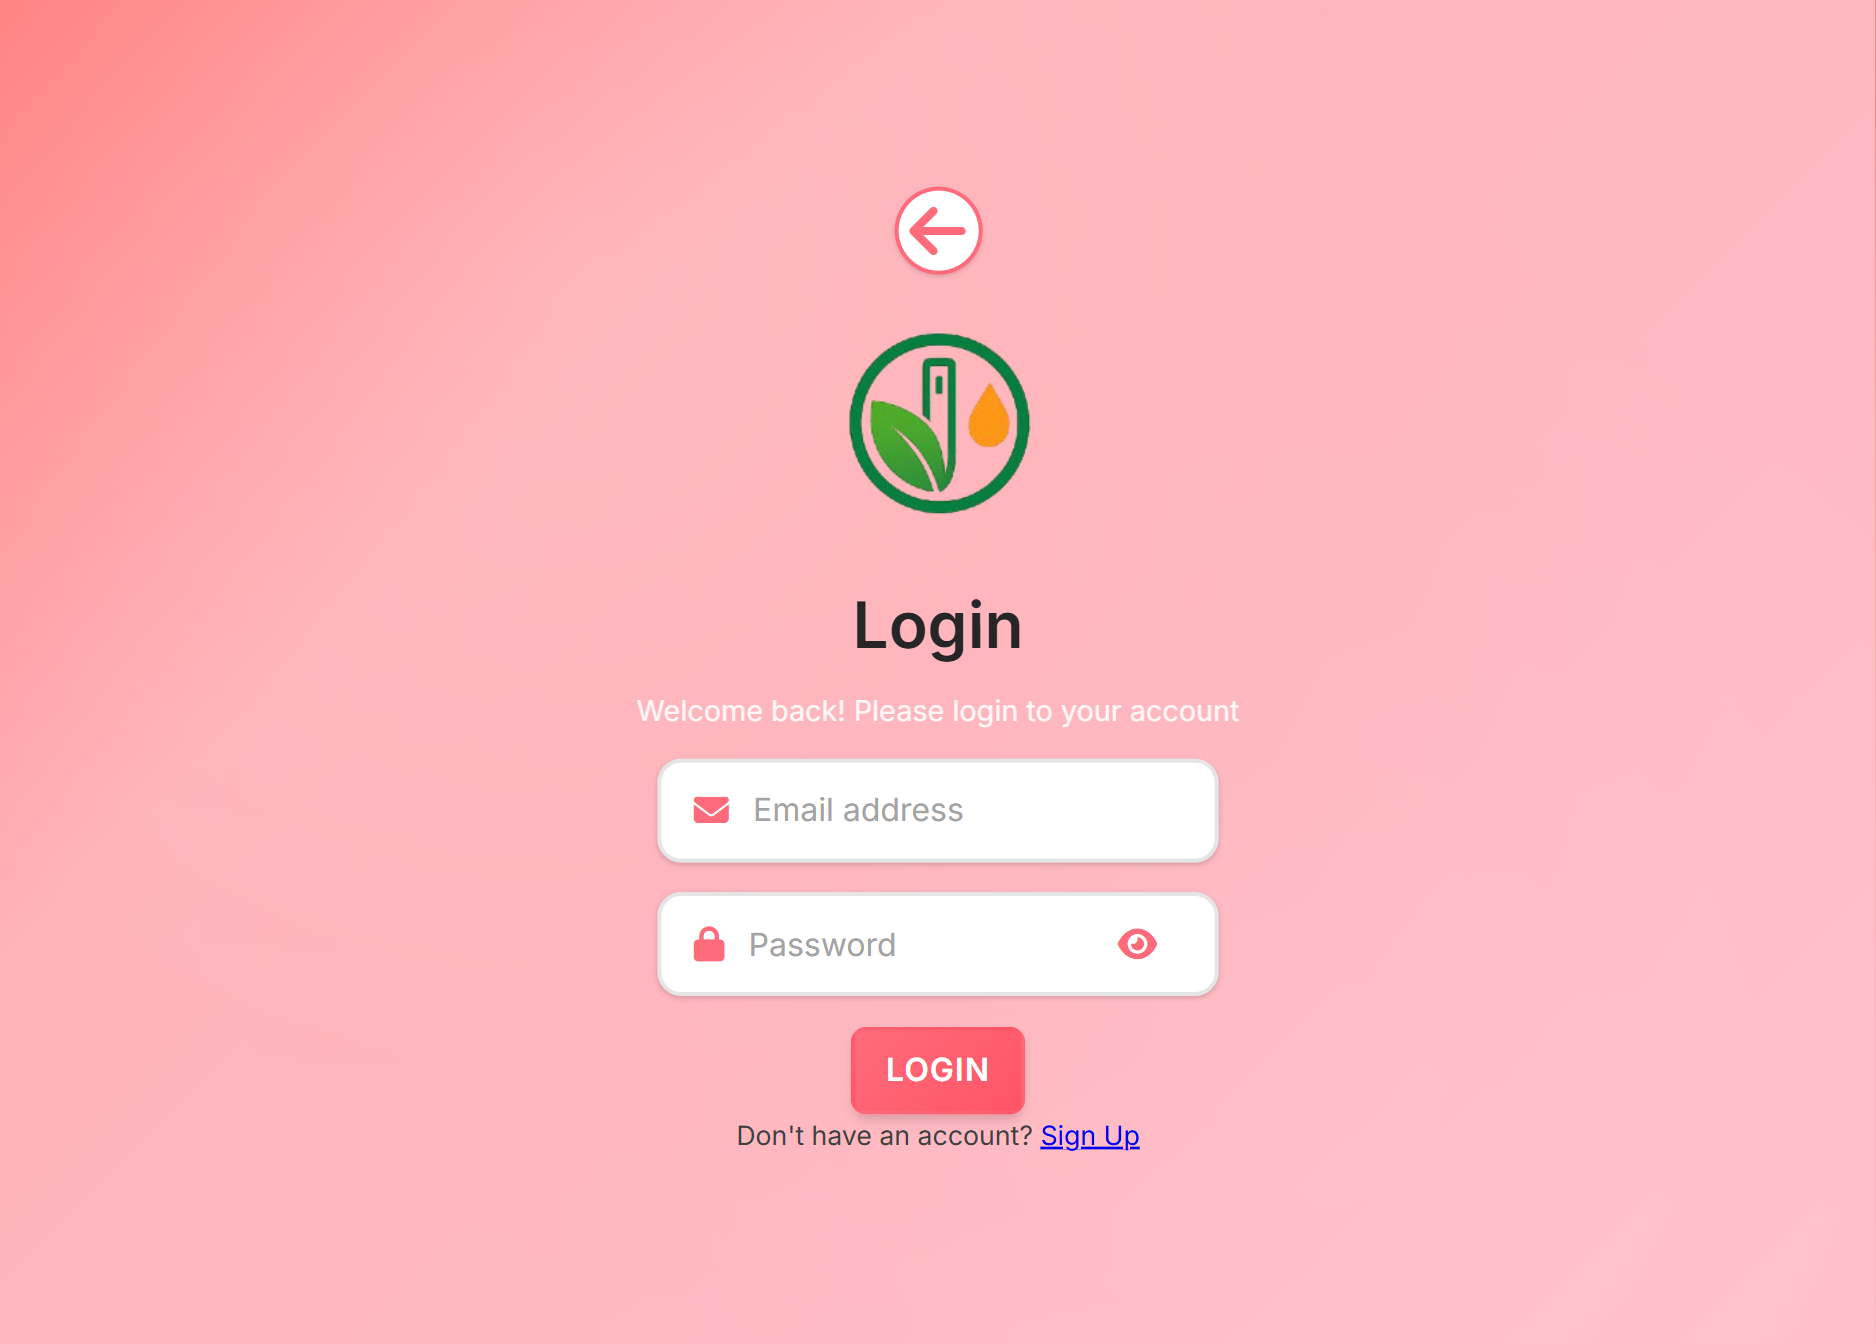 Login
Welcome back! Please login to your account
Email address
Password
LOGIN
Don't have an account? Sign Up